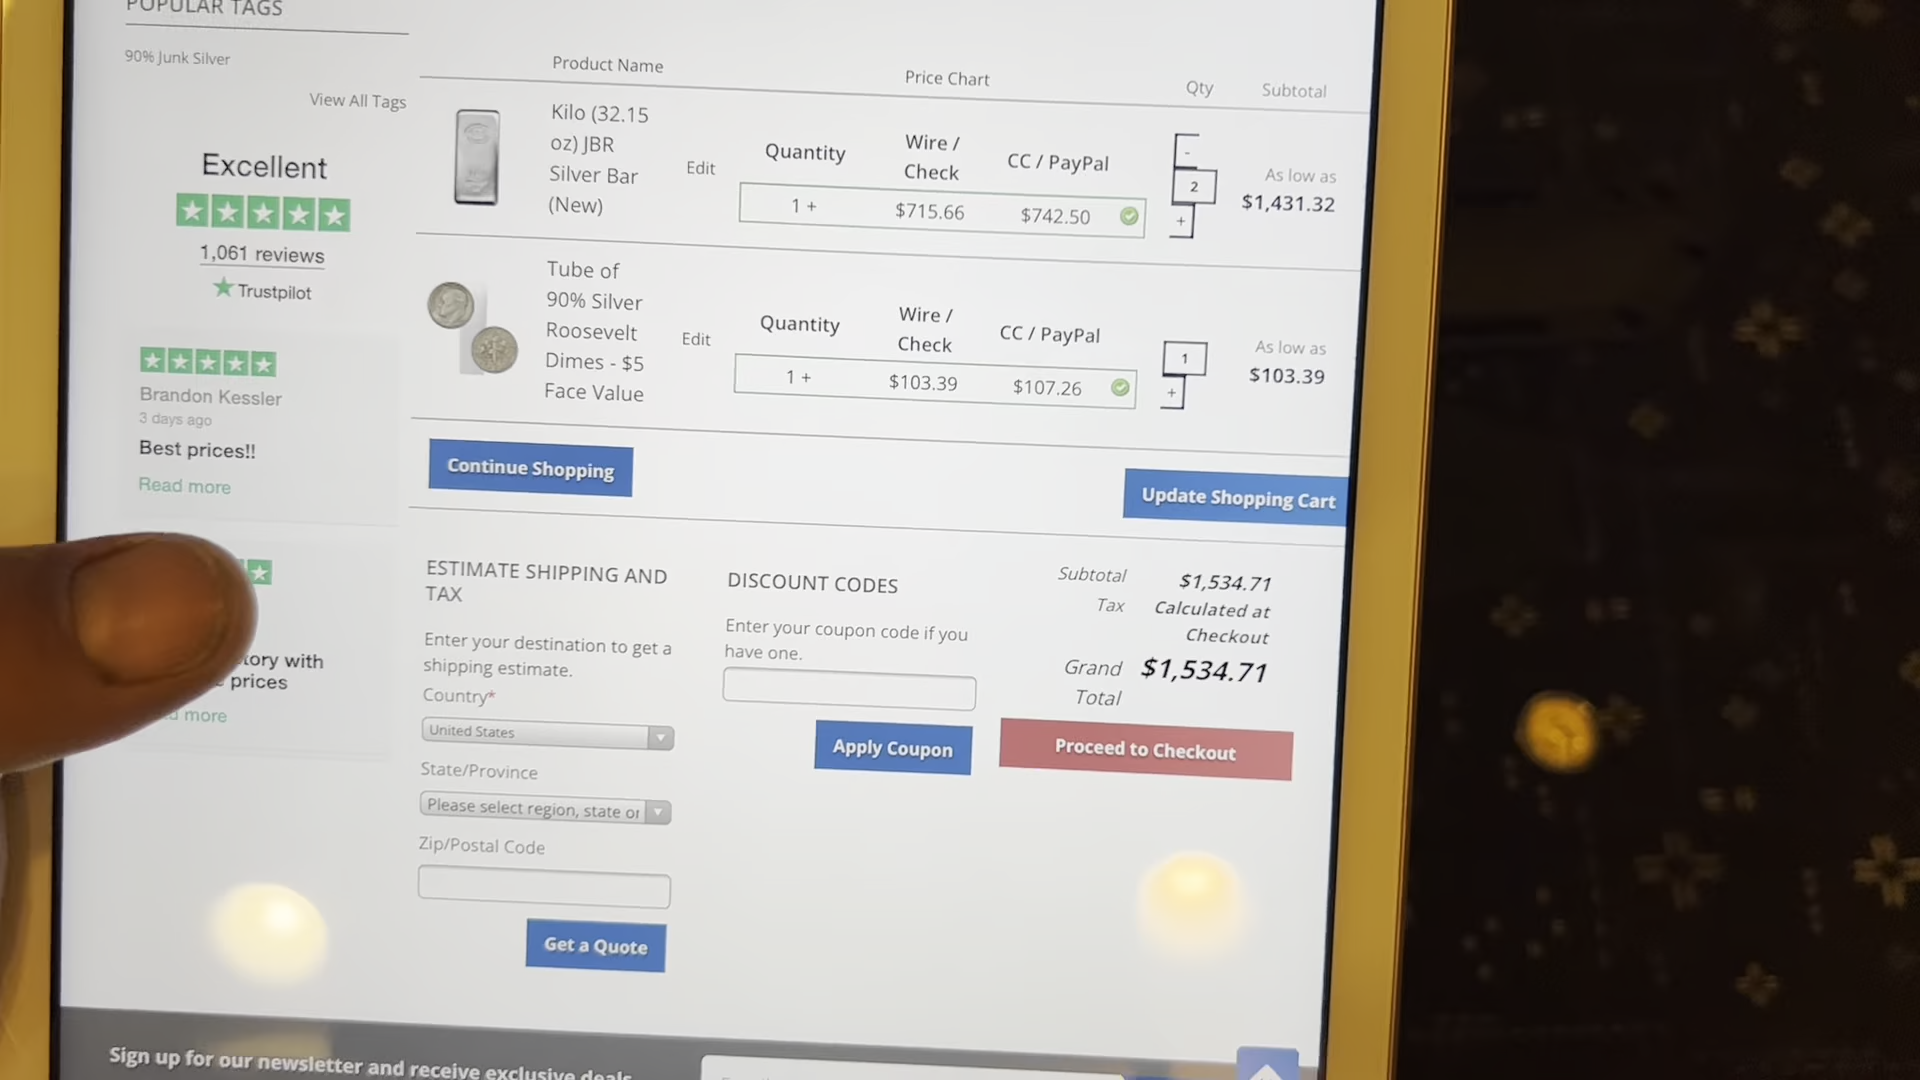 POPULAR TAGS
90% Junk Silver
View All Tags
Excellent
1,061 reviews
Trustpilot
Brandon Kessler
3 days ago
Best prices!!
Read more
tory with
prices
more
Product Name
Price Chart
Qty
Subtotal
Kilo (32.15
oz) JBR
Silver Bar
(New)
Edit
Quantity
Wire /
Check
CC / PayPal
1 +
$715.66
$742.50
-
2
+
As low as
$1,431.32
Tube of
90% Silver
Roosevelt
Dimes - $5
Face Value
Edit
Quantity
Wire /
Check
CC / PayPal
1 +
$103.39
$107.26
1
+
As low as
$103.39
Continue Shopping
Update Shopping Cart
ESTIMATE SHIPPING AND
TAX
Enter your destination to get a
shipping estimate.
Country*
United States
State/Province
Please select region, state or
Zip/Postal Code
Get a Quote
DISCOUNT CODES
Enter your coupon code if you
have one.
Apply Coupon
Subtotal $1,534.71
Tax Calculated at
Checkout
Grand $1,534.71
Total
Proceed to Checkout
Sign up for our newsletter and receive exclusive deals